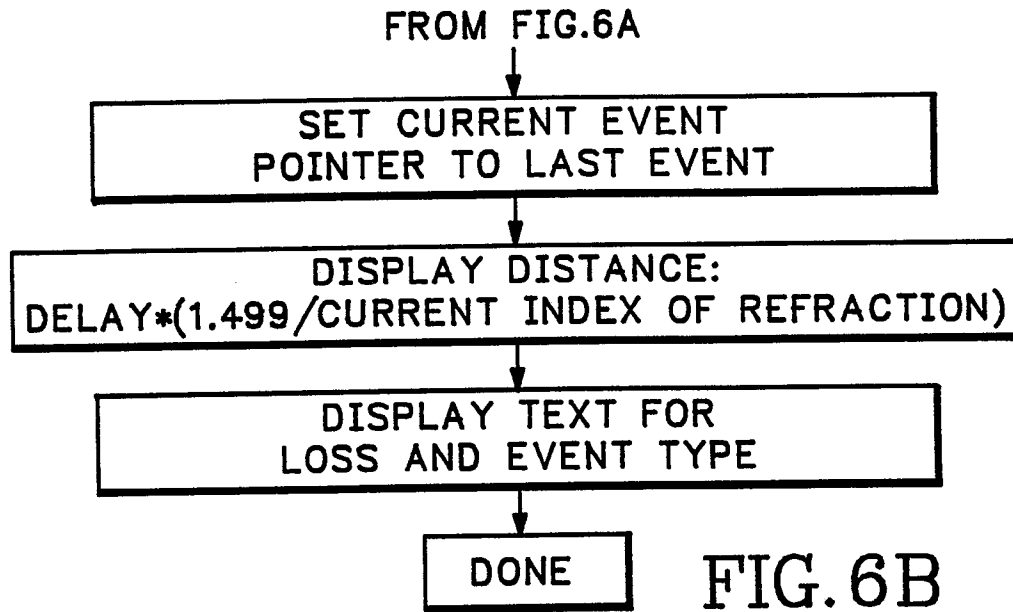 FROM FIG.6A
SET CURRENT EVENT
POINTER TO LAST EVENT
DISPLAY DISTANCE:
DELAY*(1.499/CURRENT INDEX OF REFRACTION)
DISPLAY TEXT FOR
LOSS AND EVENT TYPE
DONE
FIG.6B